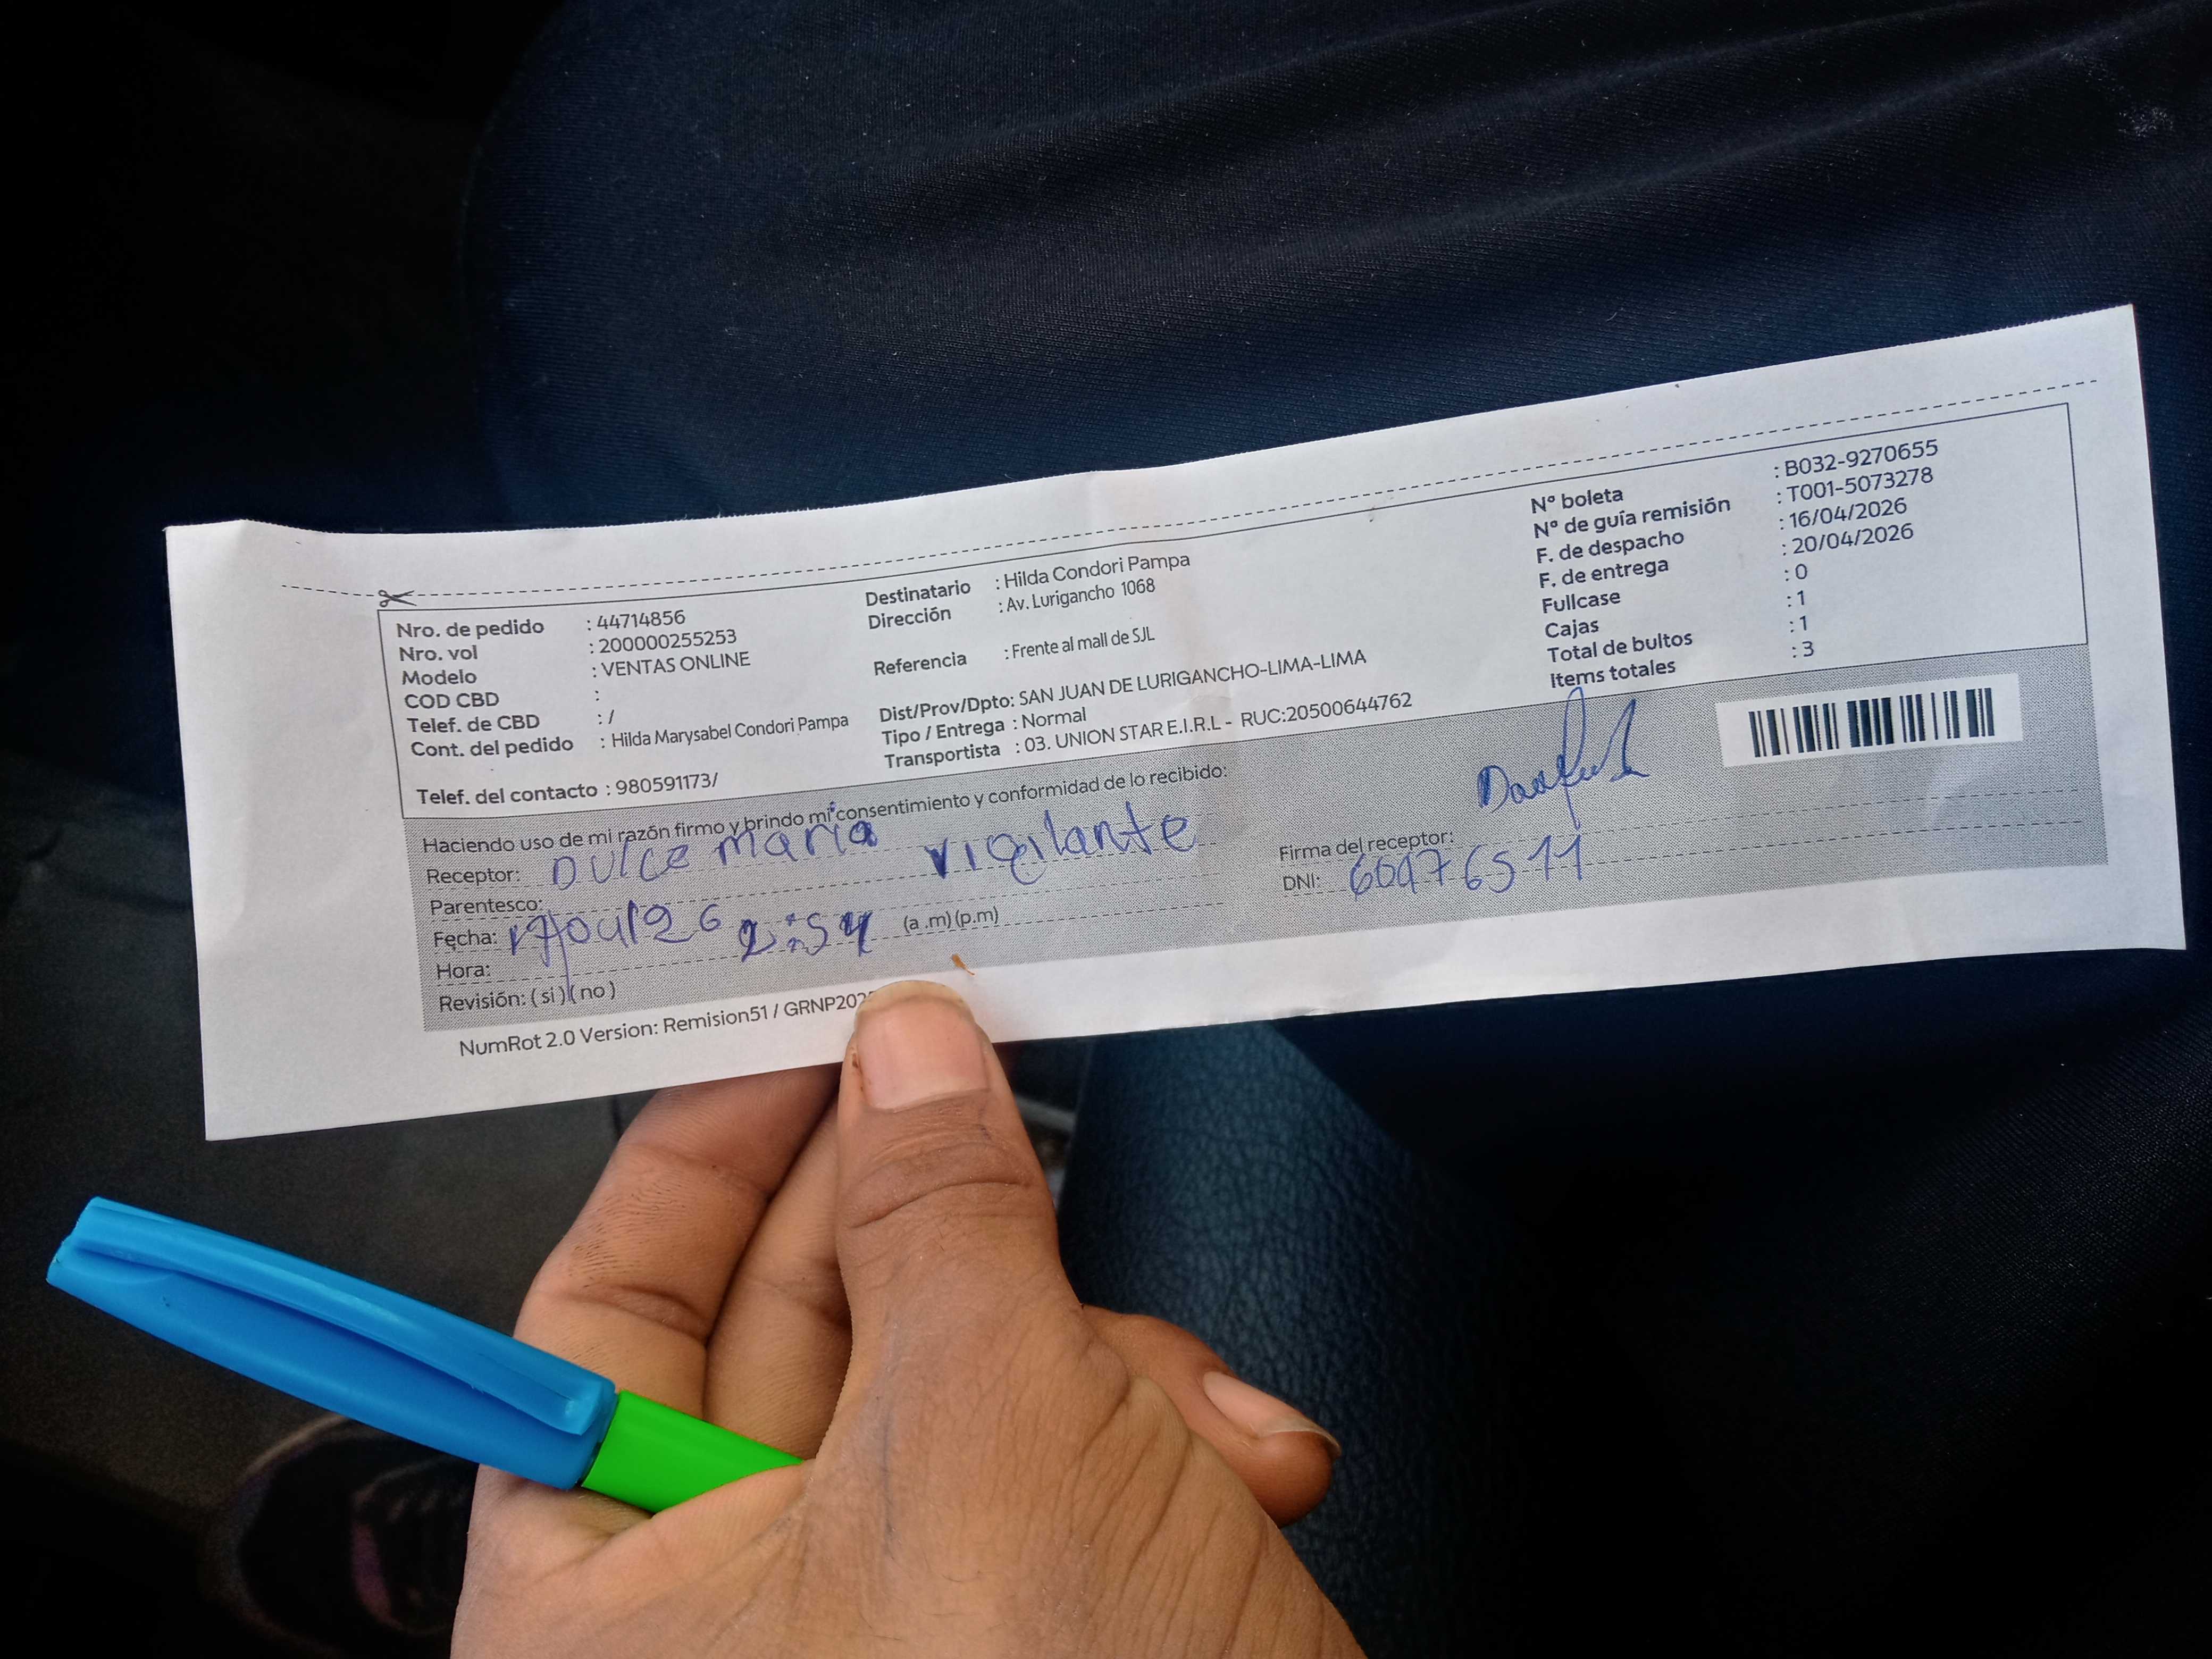 Nro. de pedido : 44714856
Nro. vol : 200000255253
Modelo : VENTAS ONLINE
COD CBD :
Telef. de CBD : /
Cont. del pedido : Hilda Marysabel Condori Pampa
Telef. del contacto : 980591173/
Destinatario : Hilda Condori Pampa
Dirección : Av. Lurigancho 1068
Referencia : Frente al mall de SJL
Dist/Prov/Dpto: SAN JUAN DE LURIGANCHO-LIMA-LIMA
Tipo / Entrega : Normal
Transportista : 03. UNION STAR E.I.R.L - RUC:20500644762
Nº boleta : B032-9270655
Nº de guía remisión : T001-5073278
F. de despacho : 16/04/2026
F. de entrega : 20/04/2026
Fullcase : 0
Cajas : 1
Total de bultos : 1
Items totales : 3
Haciendo uso de mi razón firmo y brindo mi consentimiento y conformidad de lo recibido:
Receptor: Dulce maria vigilante
Parentesco:
Fecha: 17/04/26 2:54 (a .m) (p.m)
Hora:
Revisión: ( si ) ( no )
Firma del receptor:
DNI:
NumRot 2.0 Version: Remision51 / GRNP202